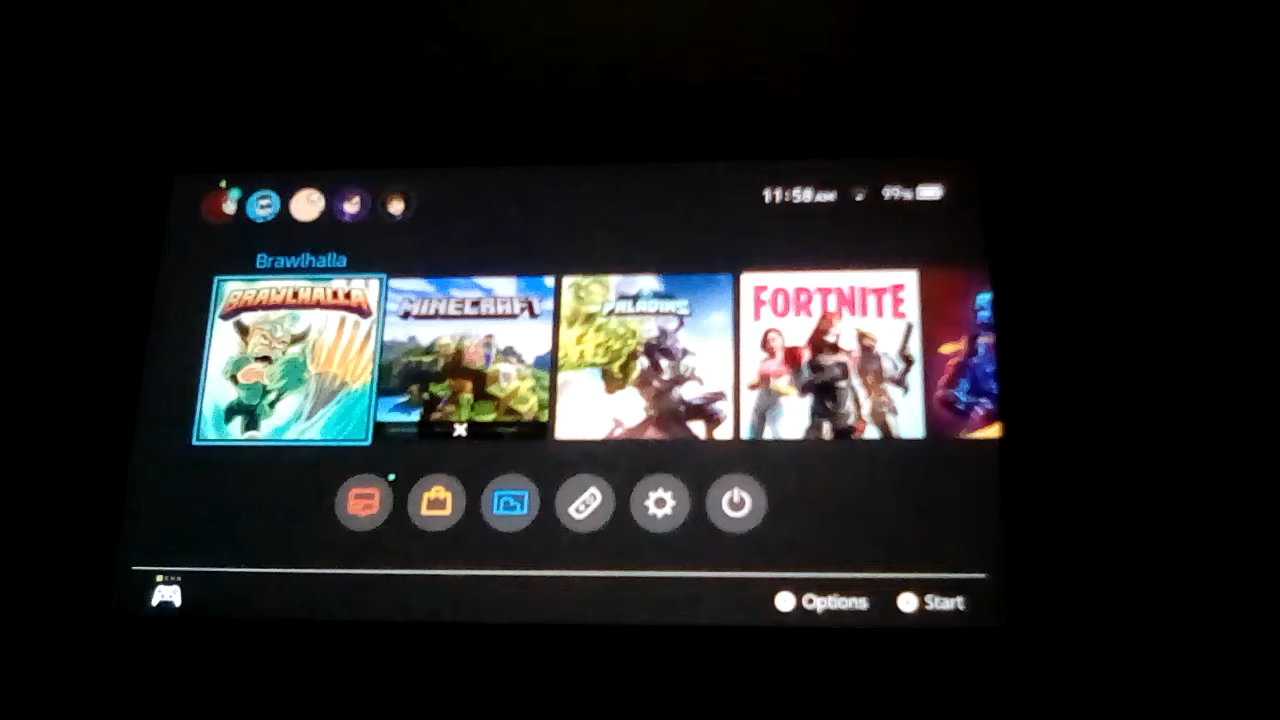 11:58 AM 99%
Brawlhalla
BRAWLHALLA
MINECRAFT
PALADINS
FORTNITE
Options Start